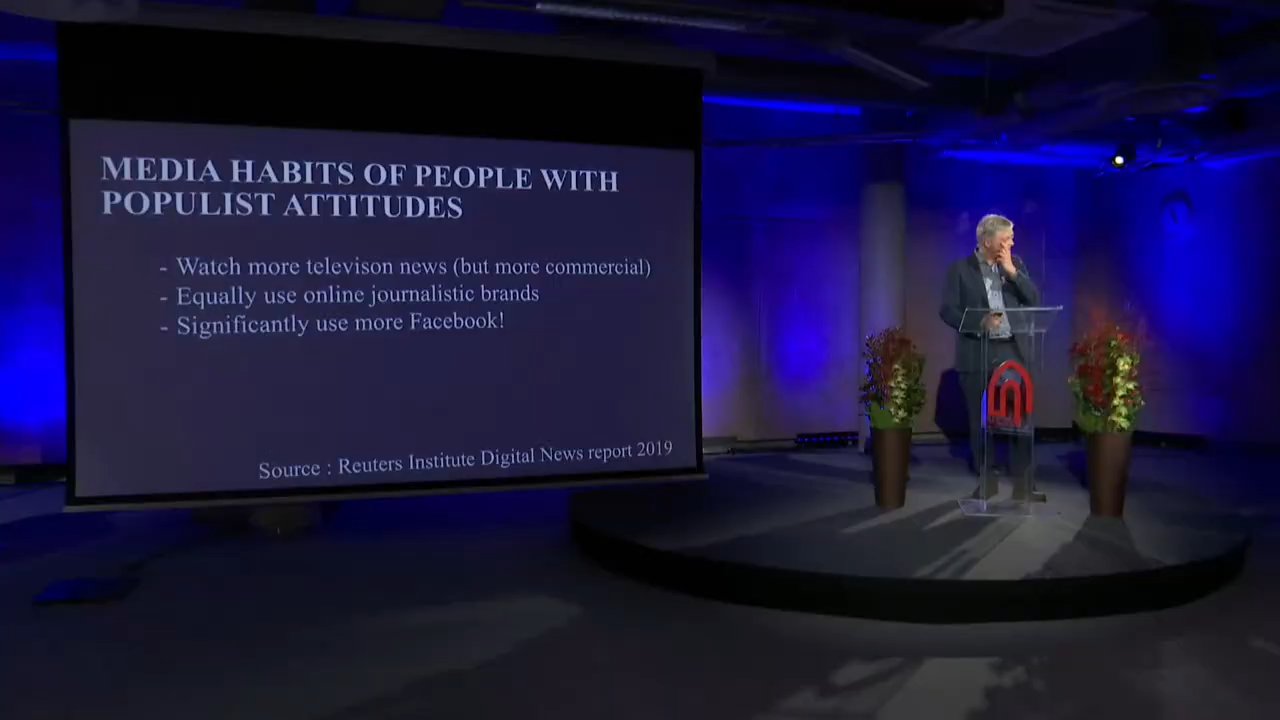 MEDIA HABITS OF PEOPLE WITH
POPULIST ATTITUDES
- Watch more televison news (but more commercial)
- Equally use online journalistic brands
- Significantly use more Facebook!
Source : Reuters Institute Digital News report 2019